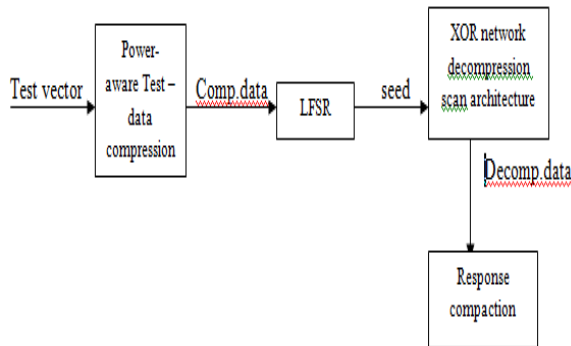 Test vector
Power-
aware Test –
data
compression
Comp.data
LFSR
seed
XOR network
decompression
scan architecture
Decomp.data
Response
compaction